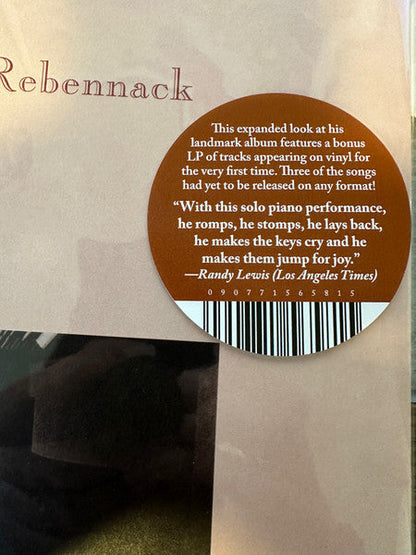 Rebennack
This expanded look at his
landmark album features a bonus
LP of tracks appearing on vinyl for
the very first time. Three of the songs
had yet to be released on any format!
“With this solo piano performance,
he romps, he stomps, he lays back,
he makes the keys cry and he
makes them jump for joy.”
—Randy Lewis (Los Angeles Times)
090771565815